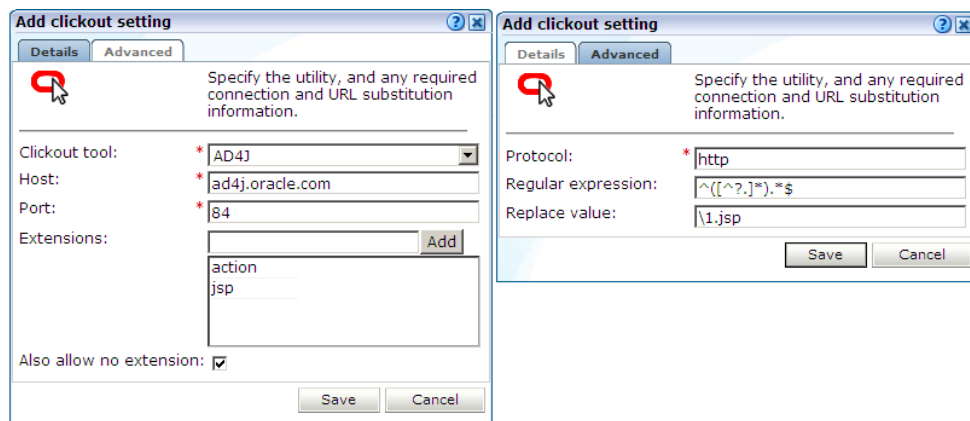 Add clickout setting
Details Advanced
Specify the utility, and any required
connection and URL substitution
information.
Clickout tool: * AD4J
Host: * ad4j.oracle.com
Port: * 84
Extensions:
Add
action
jsp
Also allow no extension:
Save Cancel
Add clickout setting
Details Advanced
Specify the utility, and any required
connection and URL substitution
information.
Protocol: * http
Regular expression: ^([^?.]*).*$
Replace value: \1.jsp
Save Cancel